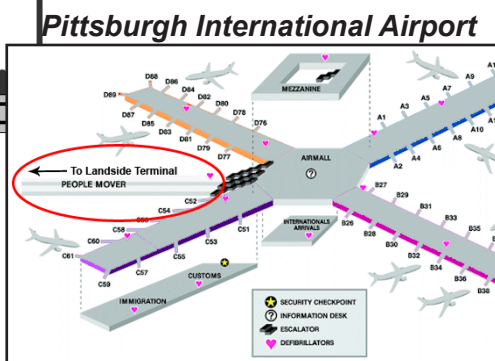 Pittsburgh International Airport
MEZZANINE
D89
D88
D86
D84
D82
D80
D78
D76
D87
D85
D83
D81
D79
D77
A1
A3
A5
A7
A9
A2
A4
A6
A8
A10
AIRMALL
To Landside Terminal
PEOPLE MOVER
C52
C54
C58
C60
C61
C59
C57
C55
C53
C51
B27
B29
B31
B33
B35
B26
B28
B30
B32
B34
B36
B38
INTERNATIONALS
ARRIVALS
CUSTOMS
IMMIGRATION
SECURITY CHECKPOINT
INFORMATION DESK
ESCALATOR
DEFIBRILLATORS